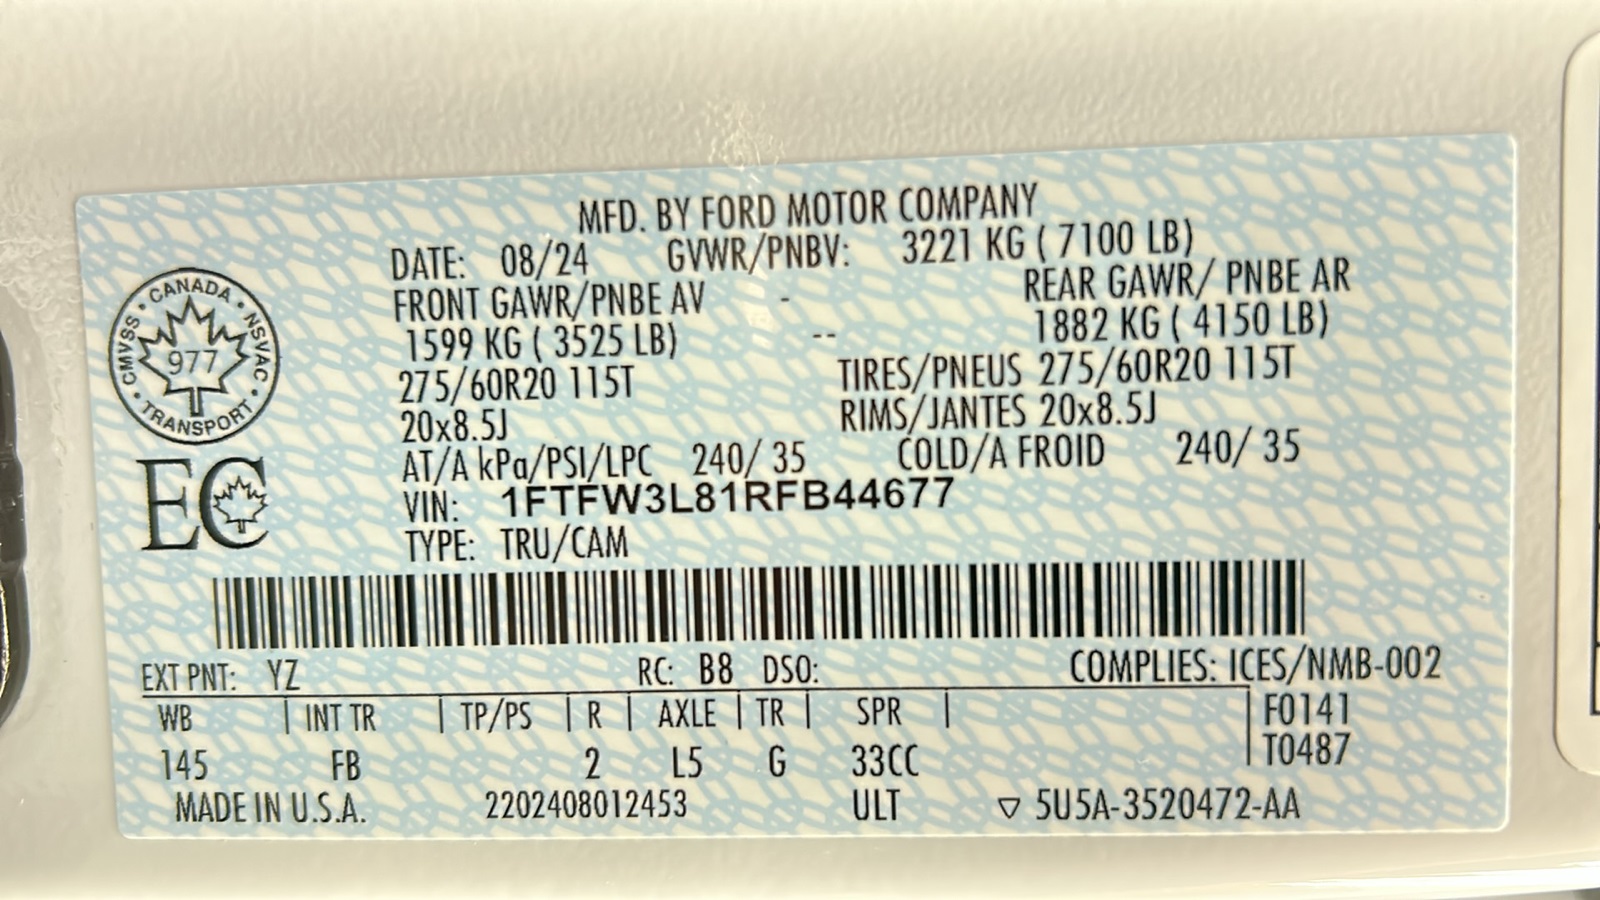 MFD. BY FORD MOTOR COMPANY
DATE: 08/24 GVWR/PNBV: 3221 KG ( 7100 LB)
FRONT GAWR/PNBE AV - REAR GAWR/ PNBE AR
1599 KG ( 3525 LB) -- 1882 KG ( 4150 LB)
275/60R20 115T TIRES/PNEUS 275/60R20 115T
20x8.5J RIMS/JANTES 20x8.5J
AT/A kPa/PSI/LPC 240/ 35 COLD/A FROID 240/ 35
VIN: 1FTFW3L81RFB44677
TYPE: TRU/CAM
CANADA
CMVSS • NSVAC
977
TRANSPORT
EC
EXT PNT: YZ RC: B8 DSO: COMPLIES: ICES/NMB-002
WB | INT TR | TP/PS | R | AXLE | TR | SPR | F0141
T0487
145 FB 2 L5 G 33CC
MADE IN U.S.A. 2202408012453 ULT ▽ 5U5A-3520472-AA